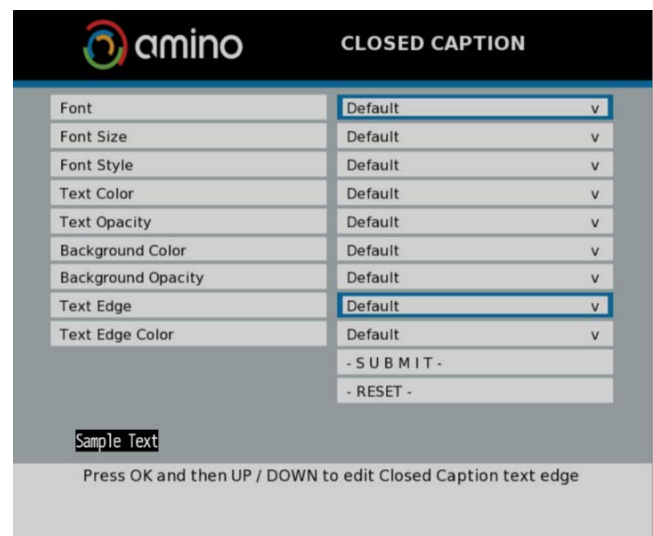 amino
CLOSED CAPTION
Font Default v
Font Size Default v
Font Style Default v
Text Color Default v
Text Opacity Default v
Background Color Default v
Background Opacity Default v
Text Edge Default v
Text Edge Color Default v
- S U B M I T -
- RESET -
Sample Text
Press OK and then UP / DOWN to edit Closed Caption text edge